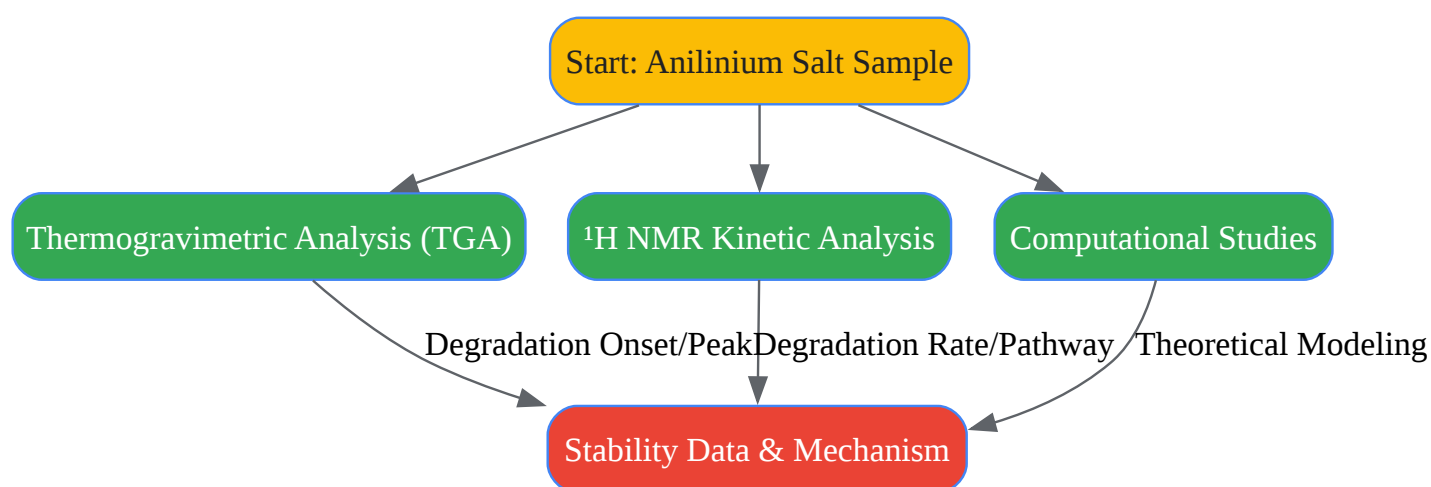 Start: Anilinium Salt Sample
Thermogravimetric Analysis (TGA)
¹H NMR Kinetic Analysis
Computational Studies
Degradation Onset/Peak
Degradation Rate/Pathway
Theoretical Modeling
Stability Data & Mechanism